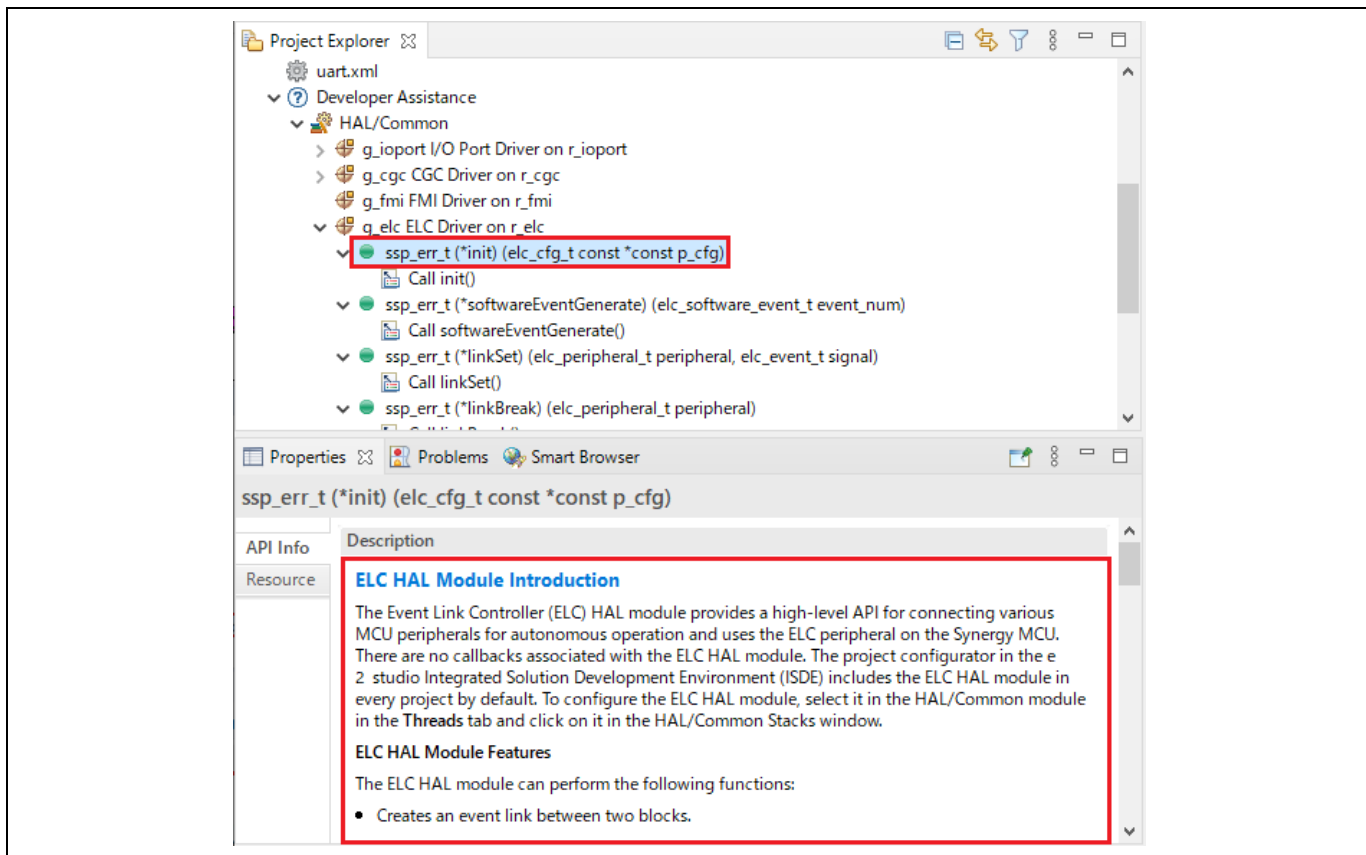 Project Explorer
uart.xml
Developer Assistance
HAL/Common
g_ioport I/O Port Driver on r_ioport
g_cgc CGC Driver on r_cgc
g_fmi FMI Driver on r_fmi
g_elc ELC Driver on r_elc
ssp_err_t (*init) (elc_cfg_t const *const p_cfg)
Call init()
ssp_err_t (*softwareEventGenerate) (elc_software_event_t event_num)
Call softwareEventGenerate()
ssp_err_t (*linkSet) (elc_peripheral_t peripheral, elc_event_t signal)
Call linkSet()
ssp_err_t (*linkBreak) (elc_peripheral_t peripheral)
Properties Problems Smart Browser
ssp_err_t (*init) (elc_cfg_t const *const p_cfg)
API Info
Description
Resource
ELC HAL Module Introduction
The Event Link Controller (ELC) HAL module provides a high-level API for connecting various
MCU peripherals for autonomous operation and uses the ELC peripheral on the Synergy MCU.
There are no callbacks associated with the ELC HAL module. The project configurator in the e
2 studio Integrated Solution Development Environment (ISDE) includes the ELC HAL module in
every project by default. To configure the ELC HAL module, select it in the HAL/Common module
in the Threads tab and click on it in the HAL/Common Stacks window.
ELC HAL Module Features
The ELC HAL module can perform the following functions:
• Creates an event link between two blocks.